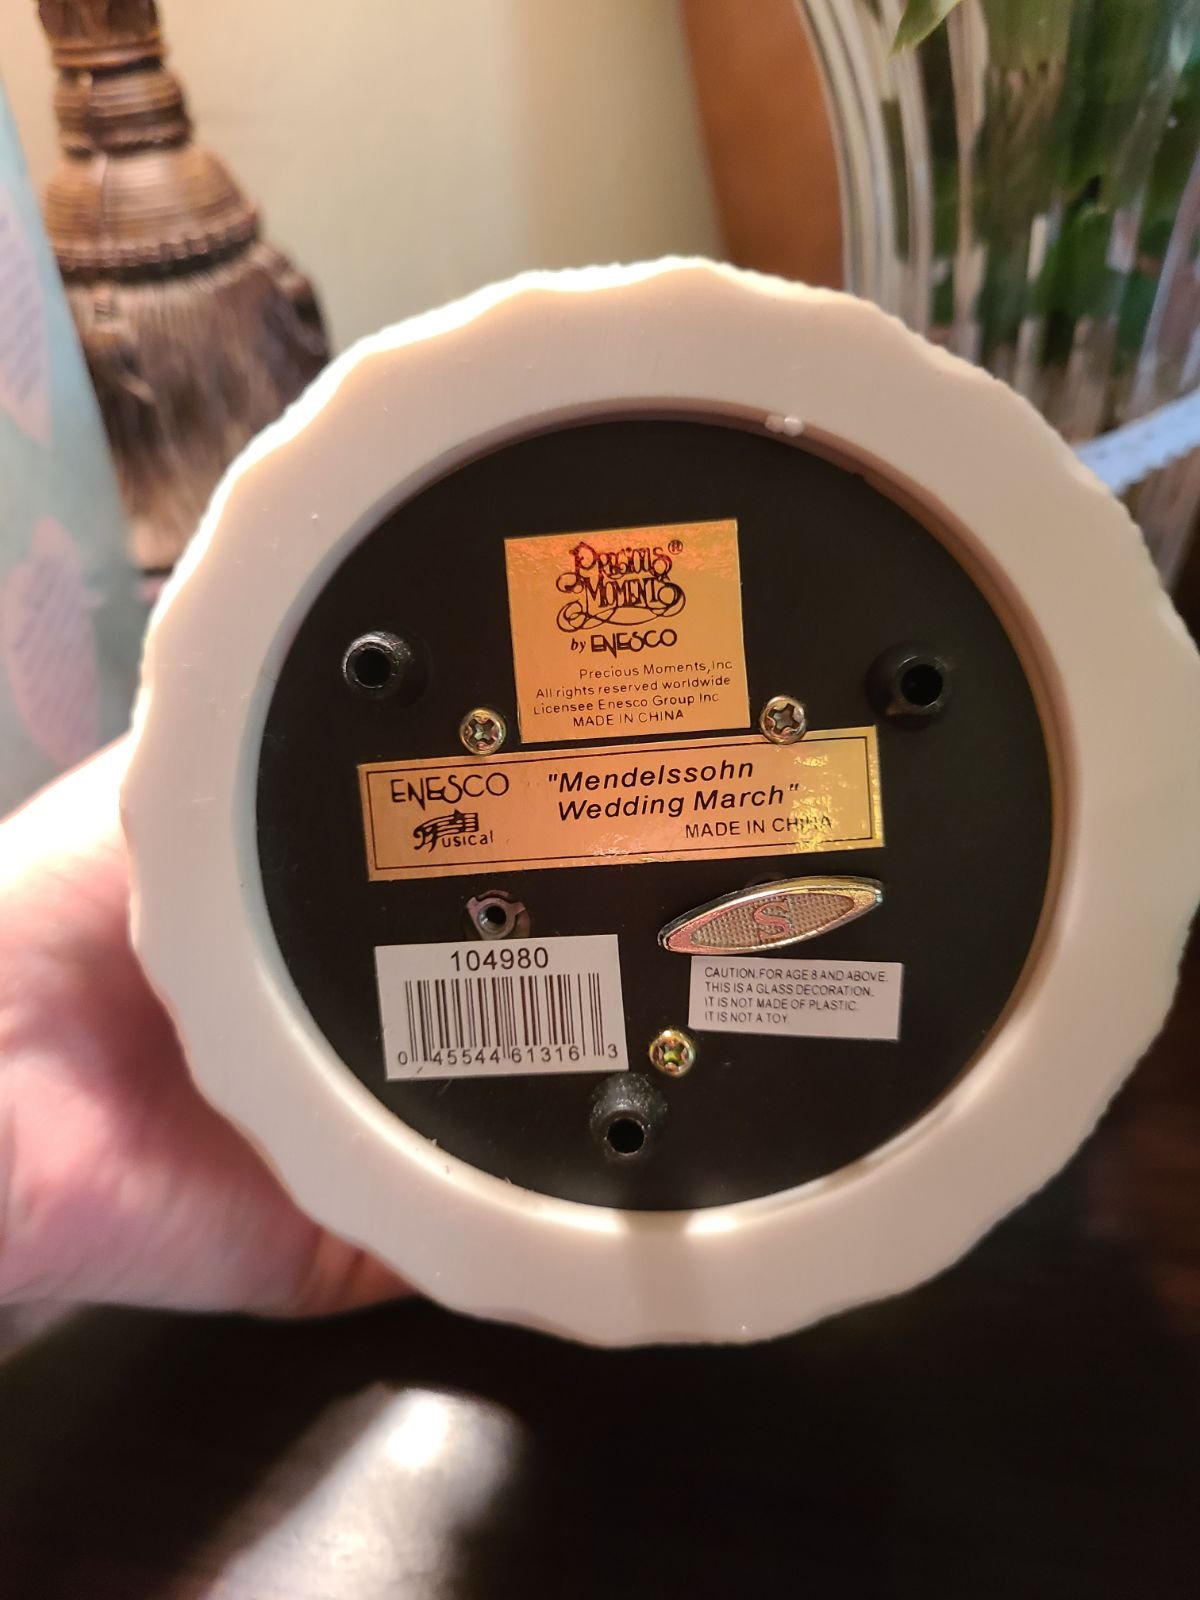 PRECIOUS MOMENTS®
by ENESCO
Precious Moments,Inc
All rights reserved worldwide
Licensee Enesco Group Inc
MADE IN CHINA
ENESCO
Musical
"Mendelssohn
Wedding March"
MADE IN CHINA
S
104980
0 45544 61316 3
CAUTION.FOR AGE 8 AND ABOVE.
THIS IS A GLASS DECORATION.
IT IS NOT MADE OF PLASTIC.
IT IS NOT A TOY.